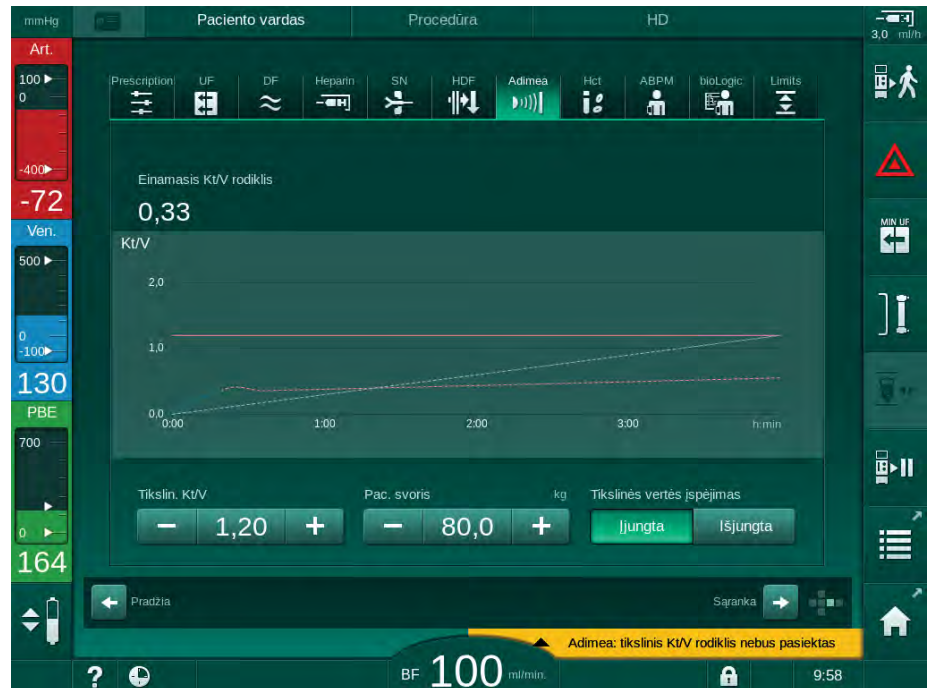 mmHg
Paciento vardas
Procedūra
HD
3,0 ml/h
Art.
100
0
-400
-72
Ven.
500
0
-100
130
PBE
700
0
164
Prescription UF DF Heparin SN HDF Adimea Hct ABPM bioLogic Limits
Einamasis Kt/V rodiklis
0,33
Kt/V
2,0
1,0
0,0
0:00 1:00 2:00 3:00 h:min
Tikslin. Kt/V
Pac. svoris kg
Tikslinės vertės įspėjimas
− 1,20 +
− 80,0 +
Įjungta Išjungta
Pradžia
Sąranka
Adimea: tikslinis Kt/V rodiklis nebus pasiektas
? BF 100 ml/min. 9:58
MIN UF